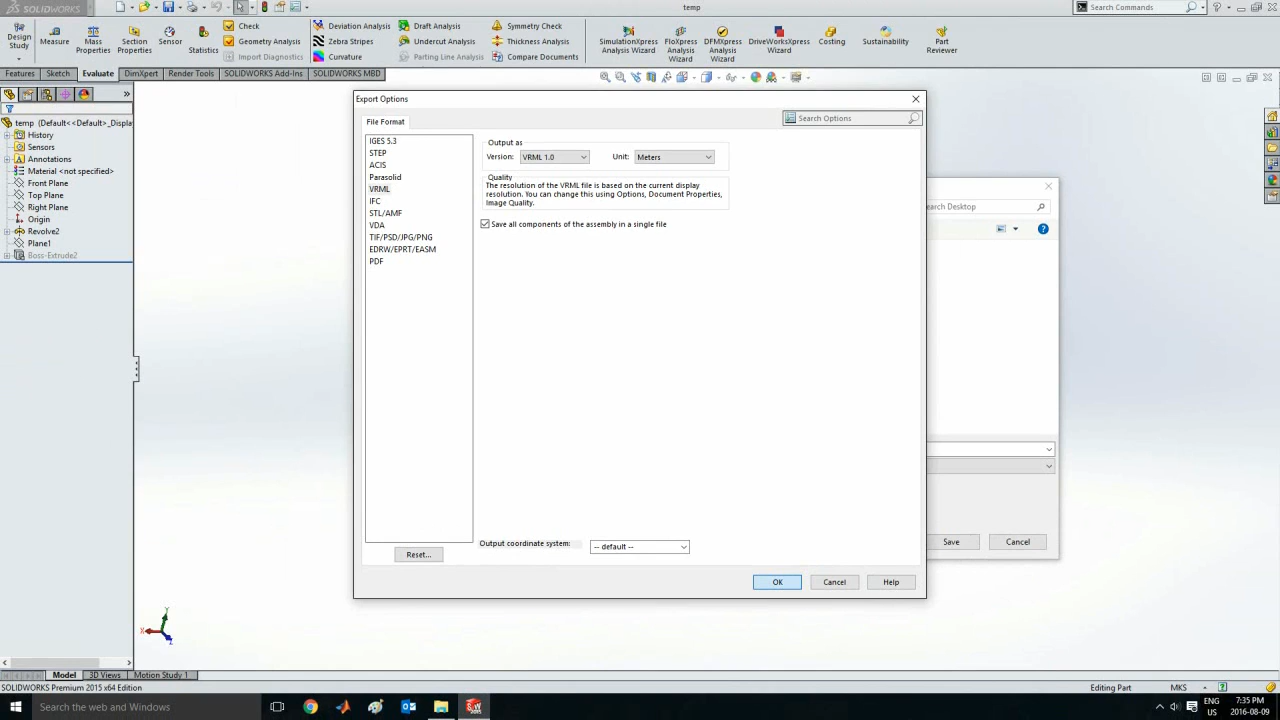 SOLIDWORKS
temp
Search Commands
Design Study
Measure
Mass Properties
Section Properties
Sensor
Statistics
Check
Geometry Analysis
Import Diagnostics
Deviation Analysis
Zebra Stripes
Curvature
Draft Analysis
Undercut Analysis
Parting Line Analysis
Symmetry Check
Thickness Analysis
Compare Documents
SimulationXpress Analysis Wizard
FloXpress Analysis Wizard
DFMXpress Analysis Wizard
DriveWorksXpress Wizard
Costing
Sustainability
Part Reviewer
Features Sketch Evaluate DimXpert Render Tools SOLIDWORKS Add-Ins SOLIDWORKS MBD
temp (Default<<Default>_Displa
History
Sensors
Annotations
Material <not specified>
Front Plane
Top Plane
Right Plane
Origin
Revolve2
Plane1
Boss-Extrude2
Export Options
File Format
Search Options
IGES 5.3
STEP
ACIS
Parasolid
VRML
IFC
STL/AMF
VDA
TIF/PSD/JPG/PNG
EDRW/EPRT/EASM
PDF
Reset...
Output as
Version: VRML 1.0 Unit: Meters
Quality
The resolution of the VRML file is based on the current display
resolution. You can change this using Options, Document Properties,
Image Quality.
Save all components of the assembly in a single file
Output coordinate system: -- default --
OK Cancel Help
earch Desktop
Save Cancel
Y
X
Z
Model 3D Views Motion Study 1
SOLIDWORKS Premium 2015 x64 Edition
Editing Part MKS
Search the web and Windows
ENG 7:35 PM
US 2016-08-09